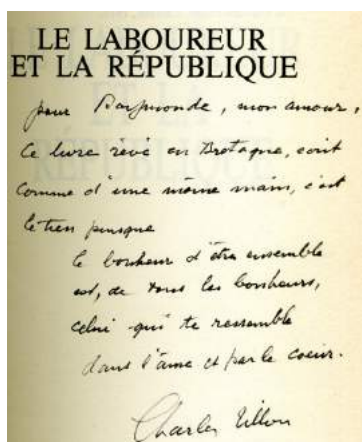 LE LABOUREUR
ET LA RÉPUBLIQUE
pour Raymonde, mon amour,
Ce livre rêvé en Bretagne, écrit
comme d'une même main, c'est
le tien puisque
le bonheur d'être ensemble
est, de tous les bonheurs,
celui qui te ressemble
dans l'âme et par le coeur.
Charles Tillon